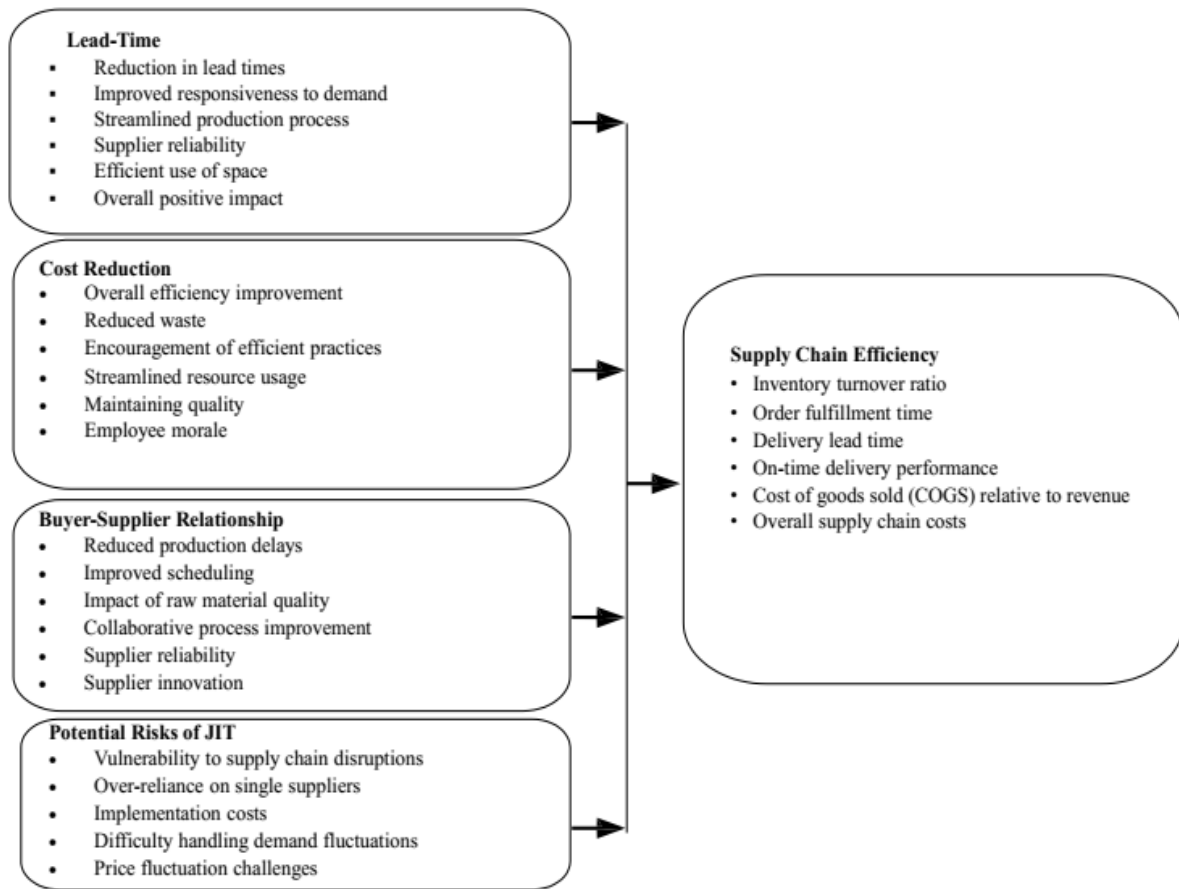 Lead-Time
▪ Reduction in lead times
▪ Improved responsiveness to demand
▪ Streamlined production process
▪ Supplier reliability
▪ Efficient use of space
▪ Overall positive impact
Cost Reduction
• Overall efficiency improvement
• Reduced waste
• Encouragement of efficient practices
• Streamlined resource usage
• Maintaining quality
• Employee morale
Buyer-Supplier Relationship
• Reduced production delays
• Improved scheduling
• Impact of raw material quality
• Collaborative process improvement
• Supplier reliability
• Supplier innovation
Potential Risks of JIT
• Vulnerability to supply chain disruptions
• Over-reliance on single suppliers
• Implementation costs
• Difficulty handling demand fluctuations
• Price fluctuation challenges
Supply Chain Efficiency
• Inventory turnover ratio
• Order fulfillment time
• Delivery lead time
• On-time delivery performance
• Cost of goods sold (COGS) relative to revenue
• Overall supply chain costs